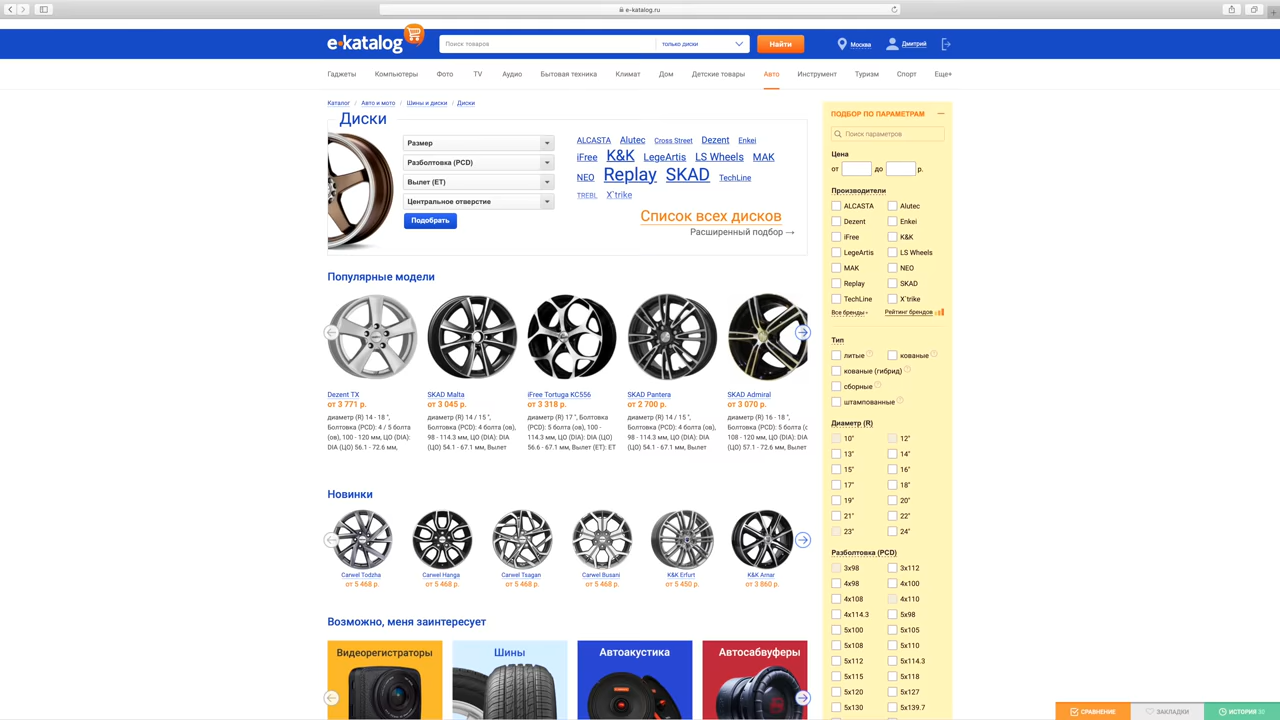 e-katalog.ru
e-katalog
Поиск товаров
только диски
Найти
Москва
Дмитрий
Гаджеты Компьютеры Фото TV Аудио Бытовая техника Климат Дом Детские товары Авто Инструмент Туризм Спорт Еще+
Каталог / Авто и мото / Шины и диски / Диски
Диски
Размер
Разболтовка (PCD)
Вылет (ET)
Центральное отверстие
Подобрать
ALCASTA Alutec Cross Street Dezent Enkei
iFree K&K LegeArtis LS Wheels MAK
NEO Replay SKAD TechLine
TREBL X`trike
Список всех дисков
Расширенный подбор →
Популярные модели
Dezent TX
от 3 771 р.
диаметр (R) 14 - 18 ",
Болтовка
(PCD): 4 / 5 болта
(ов), 100 -
120 мм, ЦО (DIA):
DIA (ЦО) 56.1 - 72.6 мм,
SKAD Malta
от 3 045 р.
диаметр (R) 14 / 15 ",
Болтовка (PCD): 4 болта (ов),
98 - 114.3 мм, ЦО (DIA): DIA
(ЦО) 54.1 - 67.1 мм, Вылет
iFree Tortuga КС556
от 3 318 р.
диаметр (R) 17 ", Болтовка
(PCD): 5 болта (ов), 100 -
114.3 мм, ЦО (DIA): DIA (ЦО)
56.6 - 67.1 мм, Вылет (ET): ET
SKAD Pantera
от 2 700 р.
диаметр (R) 14 / 15 ",
Болтовка (PCD): 4 болта (ов),
98 - 114.3 мм, ЦО (DIA): DIA
(ЦО) 54.1 - 67.1 мм, Вылет
SKAD Admiral
от 3 070 р.
диаметр (R) 16 - 18 ",
Болтовка (PCD): 5 болта (о
108 - 120 мм, ЦО (DIA): DIA
(ЦО) 57.1 - 72.6 мм, Вылет
Новинки
Carwel Todzha
от 5 468 р.
Carwel Hanga
от 5 468 р.
Carwel Tsagan
от 5 468 р.
Carwel Busani
от 5 468 р.
K&K Erfurt
от 5 450 р.
K&K Amar
от 3 860 р.
Возможно, меня заинтересует
Видеорегистраторы
Шины
Автоакустика
Автосабвуферы
ПОДБОР ПО ПАРАМЕТРАМ
Поиск параметров
Цена
от до р.
Производители
ALCASTA Alutec
Dezent Enkei
iFree K&K
LegeArtis LS Wheels
MAK NEO
Replay SKAD
TechLine X`trike
Все бренды Рейтинг брендов
Тип
литые кованые
кованые (гибрид)
сборные
штампованные
Диаметр (R)
10" 12"
13" 14"
15" 16"
17" 18"
19" 20"
21" 22"
23" 24"
Разболтовка (PCD)
3x98 3x112
4x98 4x100
4x108 4x110
4x114.3 5x98
5x100 5x105
5x108 5x110
5x112 5x114.3
5x115 5x118
5x120 5x127
5x130 5x139.7
СРАВНЕНИЕ
ЗАКЛАДКИ
ИСТОРИЯ 30